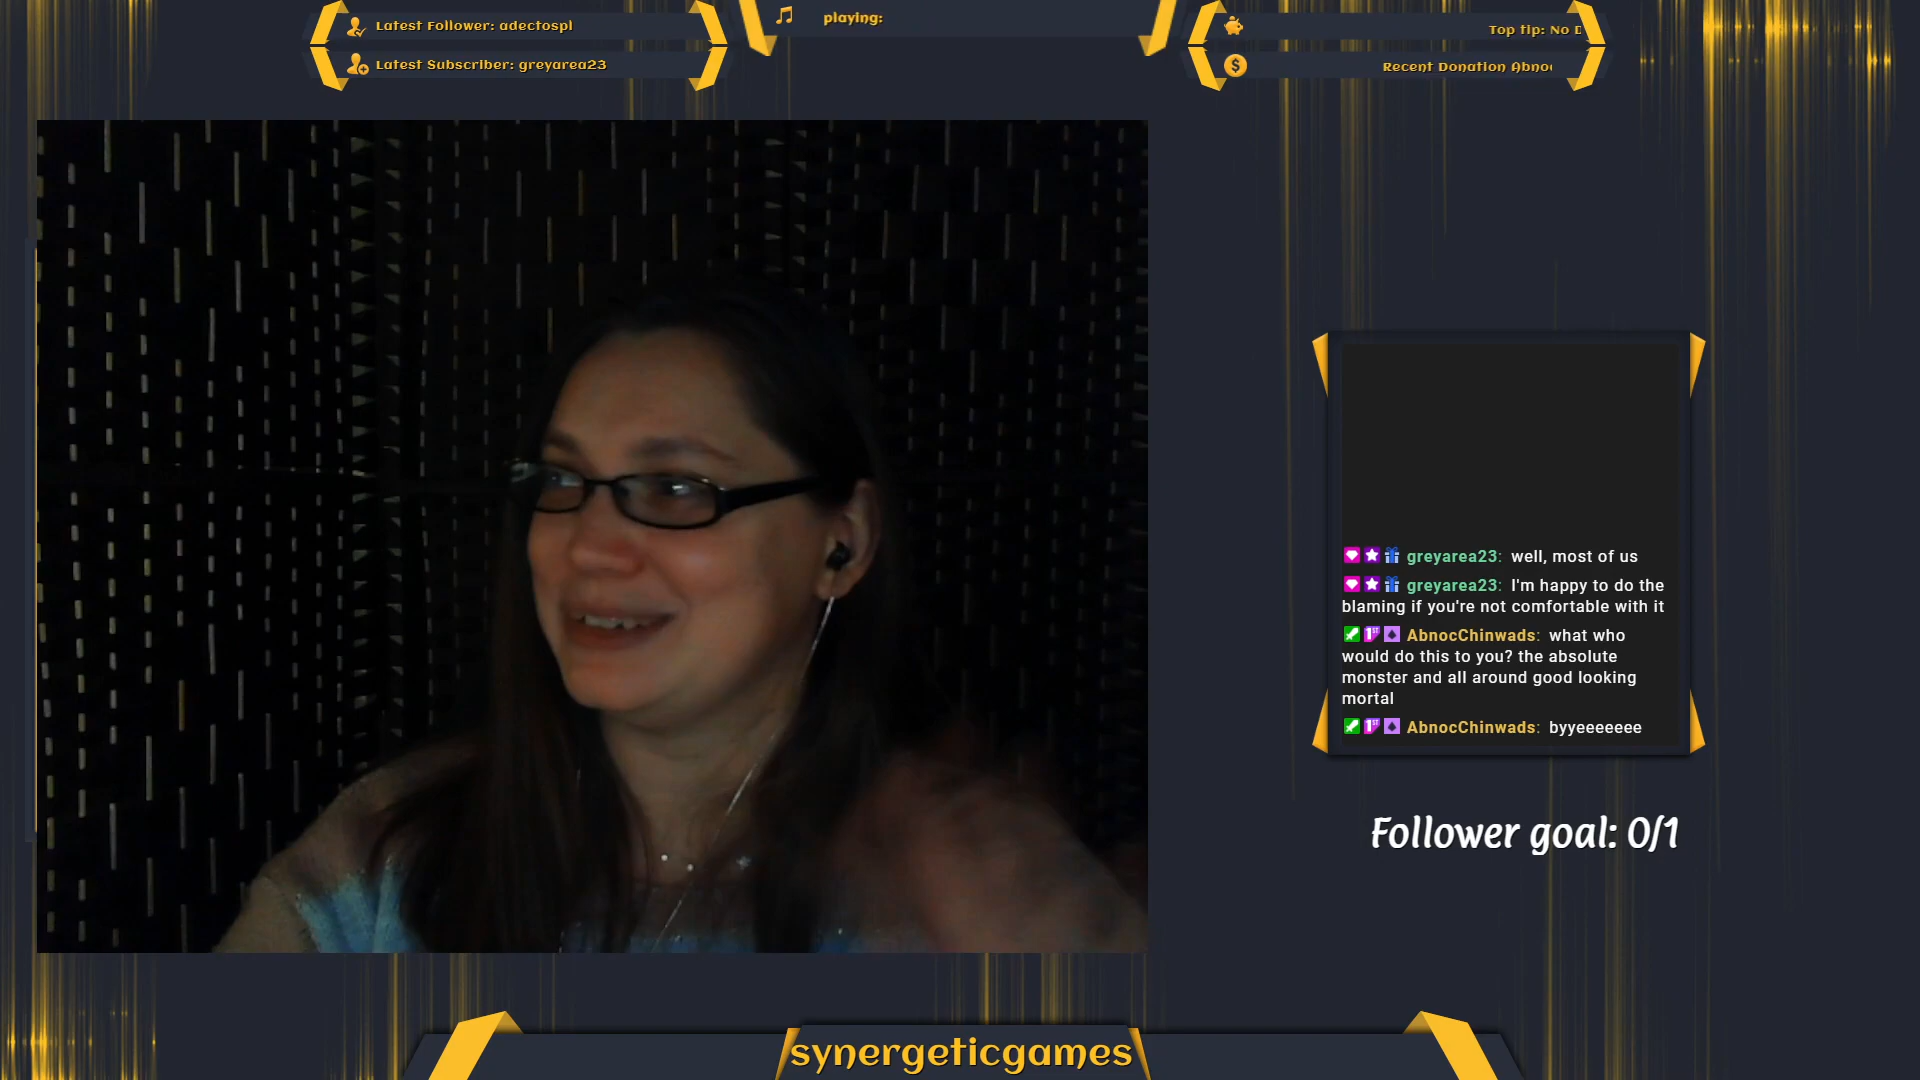 Latest Follower: adectospl
Latest Subscriber: greyarea23
playing:
Top tip: No
Recent Donation
greyarea23: well, most of us
greyarea23: I'm happy to do the
blaming if you're not comfortable with it
AbnocChinwads: what who
would do this to you? the absolute
monster and all around good looking
mortal
AbnocChinwads: byyeeeeeee
Follower goal: 0/1
synergeticgames